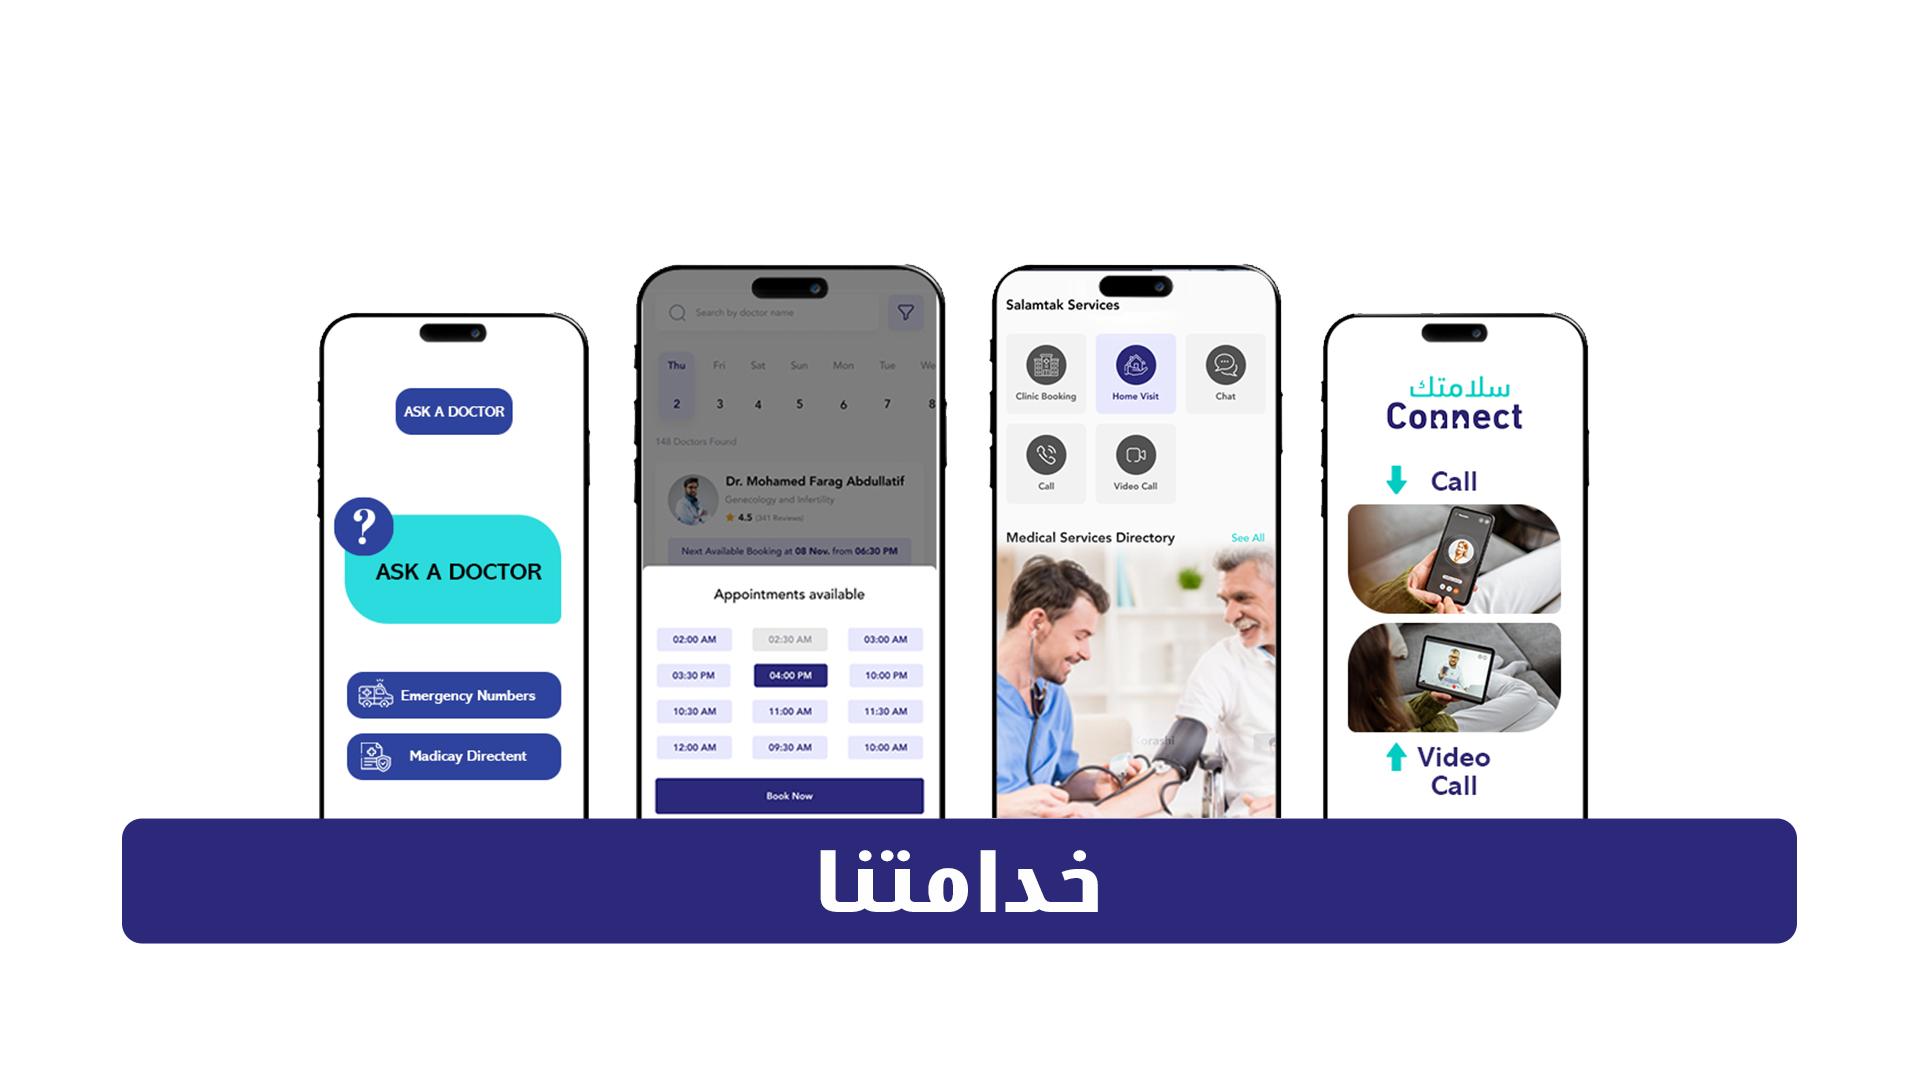 ASK A DOCTOR
?
ASK A DOCTOR
Emergency Numbers
Madicay Directent
Search by doctor name
Thu Fri Sat Sun Mon Tue We
2 3 4 5 6 7 8
148 Doctors Found
Dr. Mohamed Farag Abdullatif
Genecology and Infertility
4.5 (341 Reviews)
Next Available Booking at 08 Nov. from 06:30 PM
Appointments available
02:00 AM 02:30 AM 03:00 AM
03:30 PM 04:00 PM 10:00 PM
10:30 AM 11:00 AM 11:30 AM
12:00 AM 09:30 AM 10:00 AM
Book Now
Salamtak Services
Clinic Booking Home Visit Chat
Call Video Call
Medical Services Directory See All
سلامتك
Connect
Call
Video
Call
خدامتنا